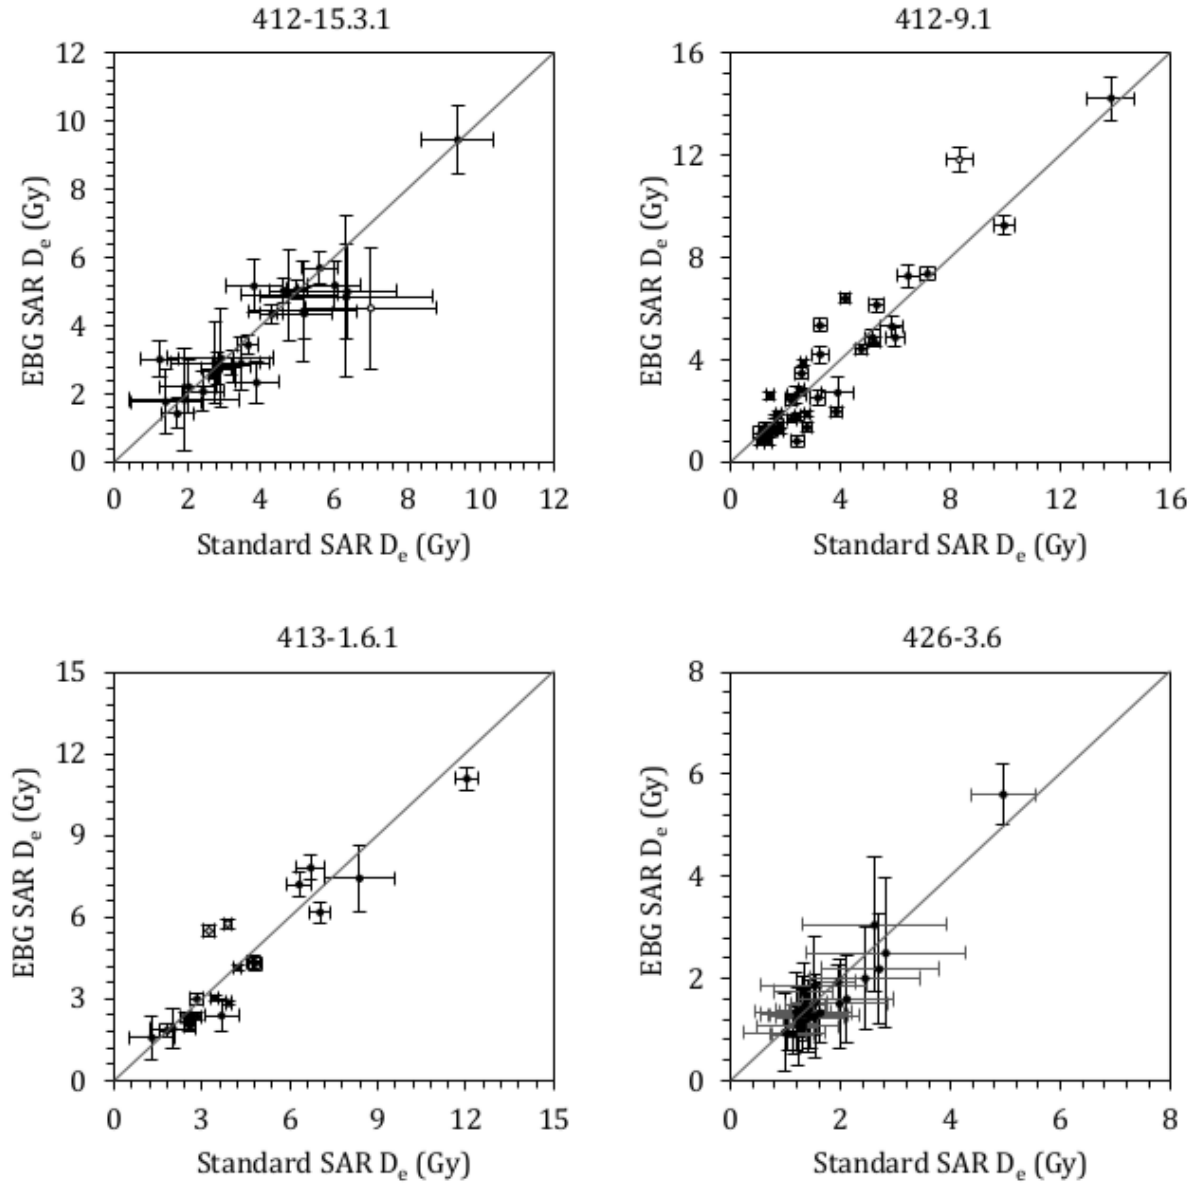 412-15.3.1
12
10
8
6
4
2
0
0 2 4 6 8 10 12
EBG SAR De (Gy)
Standard SAR De (Gy)
412-9.1
16
12
8
4
0
0 4 8 12 16
EBG SAR De (Gy)
Standard SAR De (Gy)
413-1.6.1
15
12
9
6
3
0
0 3 6 9 12 15
EBG SAR De (Gy)
Standard SAR De (Gy)
426-3.6
8
6
4
2
0
0 2 4 6 8
EBG SAR De (Gy)
Standard SAR De (Gy)